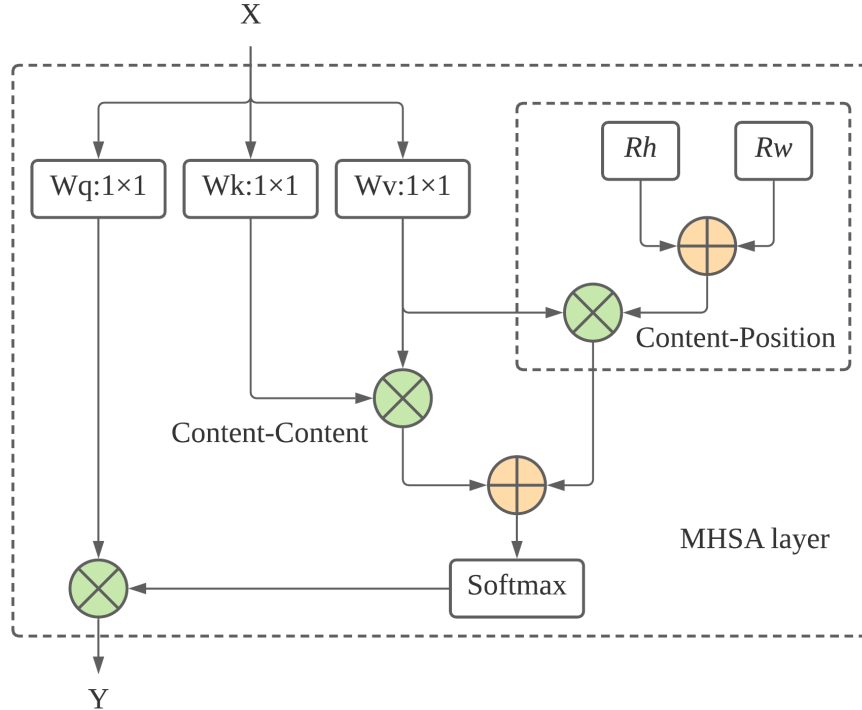 X
Rh
Rw
Wq:1×1
Wk:1×1
Wv:1×1
Content-Position
Content-Content
MHSA layer
Softmax
Y